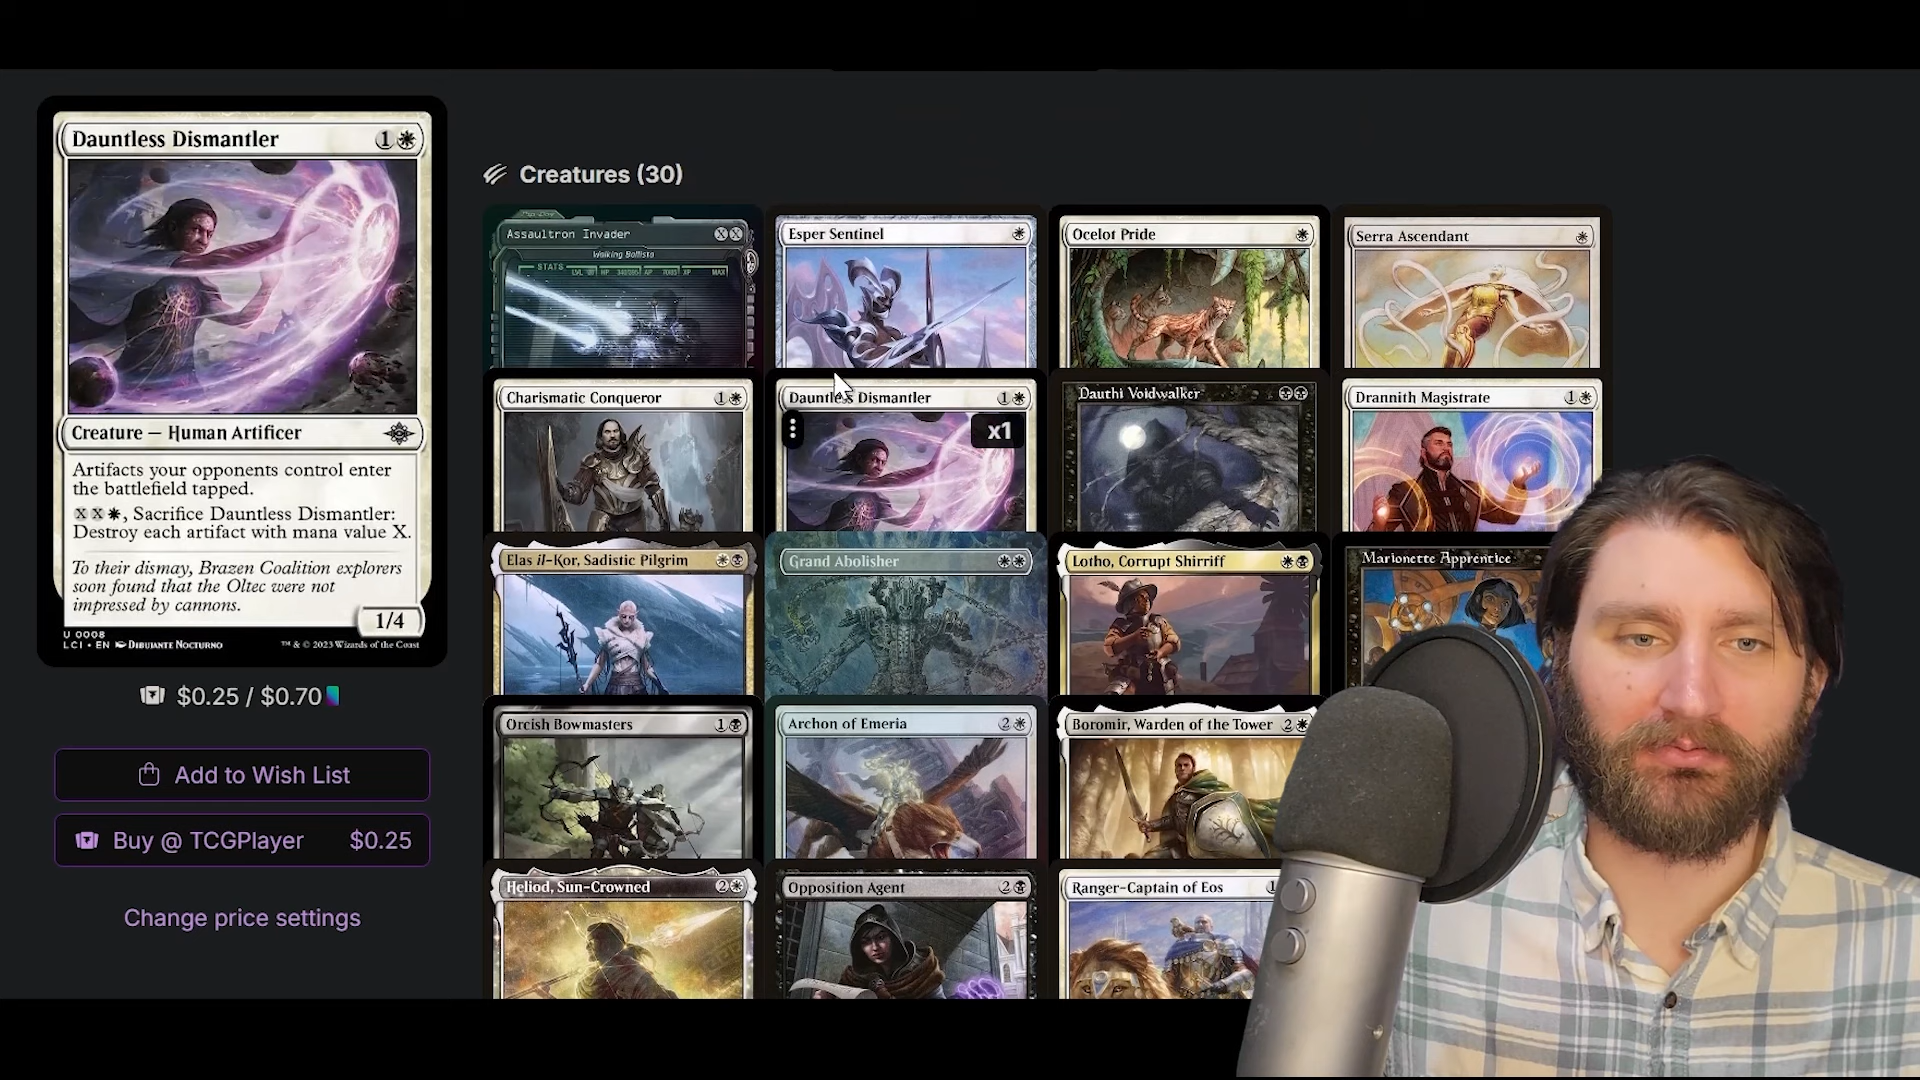 Dauntless Dismantler 1
Creature — Human Artificer
Artifacts your opponents control enter
the battlefield tapped.
X X , Sacrifice Dauntless Dismantler:
Destroy each artifact with mana value X.
To their dismay, Brazen Coalition explorers
soon found that the Oltec were not
impressed by cannons.
1/4
U 0008
LCI • EN DIBUJANTE NOCTURNO
™ & © 2023 Wizards of the Coast
$0.25 / $0.70
Add to Wish List
Buy @ TCGPlayer $0.25
Change price settings
Creatures (30)
Assaultron Invader X X
Walking Ballista
STATS
MAX
Esper Sentinel
Ocelot Pride
Serra Ascendant
Charismatic Conqueror 1
Dauntless Dismantler 1
x1
Dauthi Voidwalker
Drannith Magistrate 1
Elas il-Kor, Sadistic Pilgrim
Grand Abolisher
Lotho, Corrupt Shirriff
Marionette Apprentice
Orcish Bowmasters 1
Archon of Emeria 2
Boromir, Warden of the Tower 2
Heliod, Sun-Crowned 2
Opposition Agent 2
Ranger-Captain of Eos 1